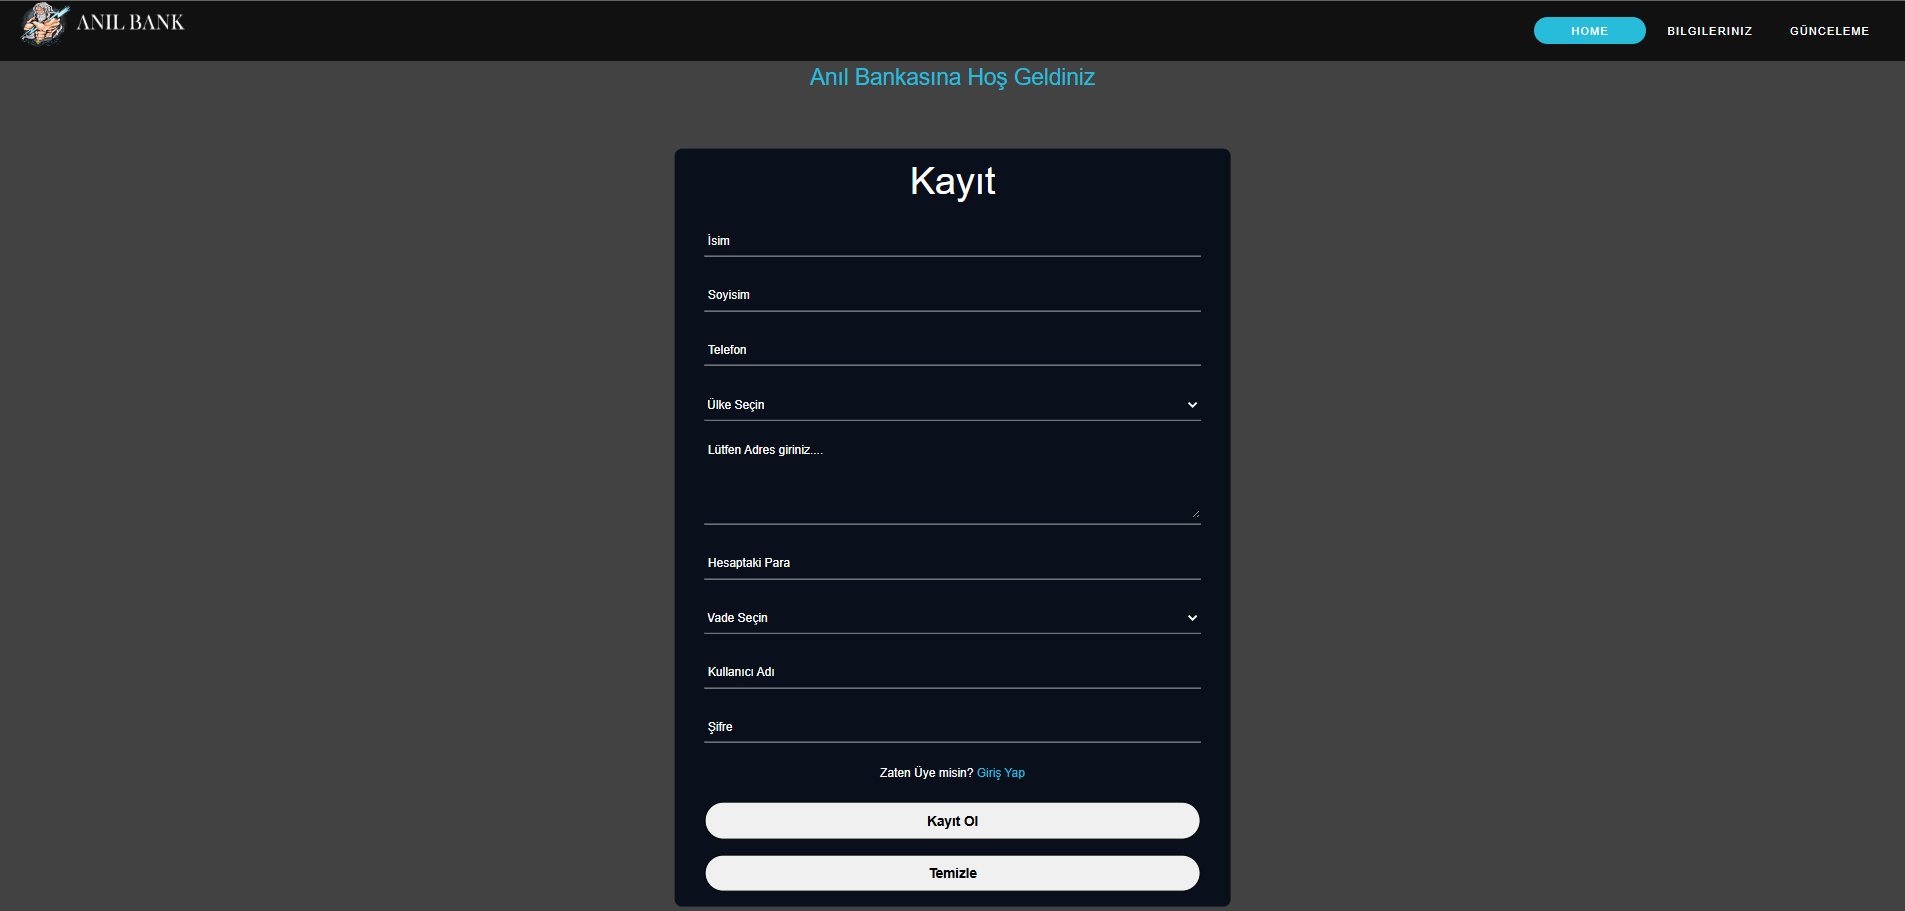 ANIL BANK
HOME BILGILERINIZ GÜNCELEME
Anıl Bankasına Hoş Geldiniz
Kayıt
İsim
Soyisim
Telefon
Ülke Seçin
Lütfen Adres giriniz....
Hesaptaki Para
Vade Seçin
Kullanıcı Adı
Şifre
Zaten Üye misin? Giriş Yap
Kayıt Ol
Temizle